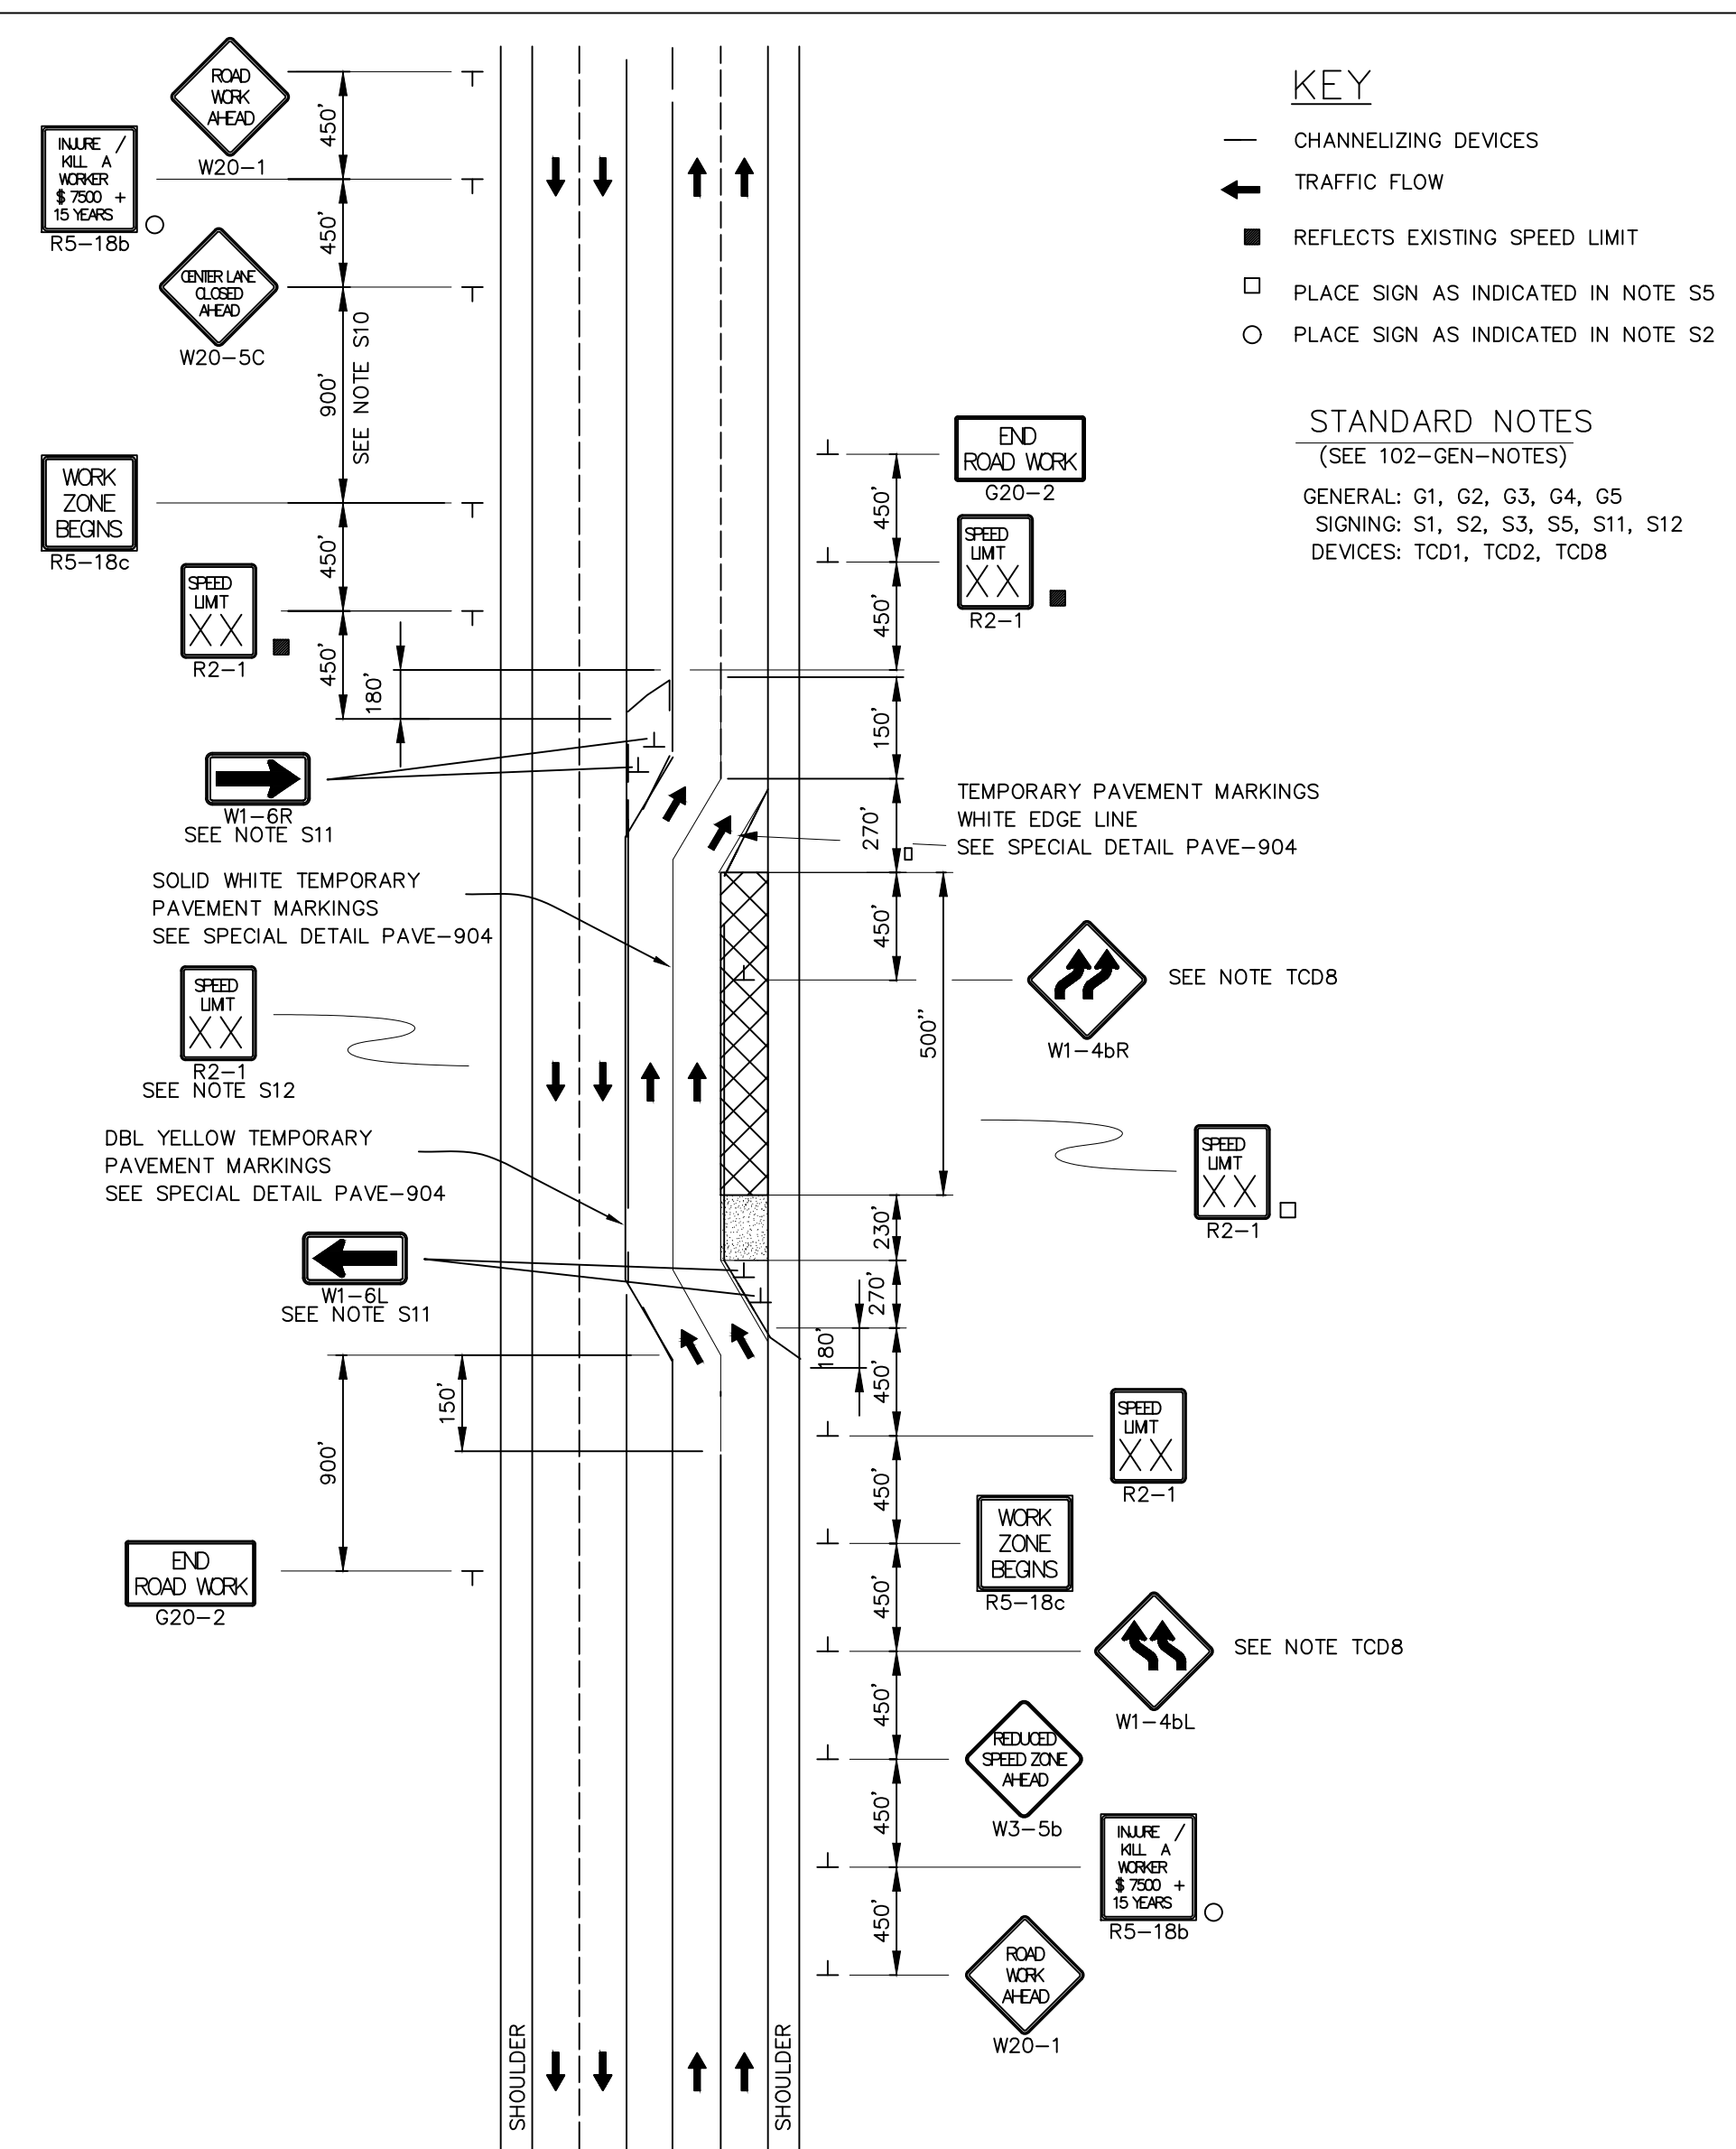 ROAD
WORK
AHEAD
W20-1
450'
INJURE /
KILL A
WORKER
$ 7500 +
15 YEARS
R5-18b
450'
CENTER LANE
CLOSED
AHEAD
W20-5C
900'
SEE NOTE S10
WORK
ZONE
BEGINS
R5-18c
450'
SPEED
LIMIT
XX
R2-1
450'
180'
W1-6R
SEE NOTE S11
SOLID WHITE TEMPORARY
PAVEMENT MARKINGS
SEE SPECIAL DETAIL PAVE-904
SPEED
LIMIT
XX
R2-1
SEE NOTE S12
DBL YELLOW TEMPORARY
PAVEMENT MARKINGS
SEE SPECIAL DETAIL PAVE-904
W1-6L
SEE NOTE S11
900'
150'
END
ROAD WORK
G20-2
SHOULDER
SHOULDER
KEY
CHANNELIZING DEVICES
TRAFFIC FLOW
REFLECTS EXISTING SPEED LIMIT
PLACE SIGN AS INDICATED IN NOTE S5
PLACE SIGN AS INDICATED IN NOTE S2
STANDARD NOTES
(SEE 102-GEN-NOTES)
GENERAL: G1, G2, G3, G4, G5
SIGNING: S1, S2, S3, S5, S11, S12
DEVICES: TCD1, TCD2, TCD8
END
ROAD WORK
G20-2
450'
SPEED
LIMIT
XX
R2-1
450'
150'
TEMPORARY PAVEMENT MARKINGS
WHITE EDGE LINE
SEE SPECIAL DETAIL PAVE-904
270'
450'
W1-4bR
SEE NOTE TCD8
500''
SPEED
LIMIT
XX
R2-1
230'
270'
180'
450'
SPEED
LIMIT
XX
R2-1
450'
WORK
ZONE
BEGINS
R5-18c
450'
W1-4bL
SEE NOTE TCD8
450'
REDUCED
SPEED ZONE
AHEAD
W3-5b
450'
INJURE /
KILL A
WORKER
$ 7500 +
15 YEARS
R5-18b
450'
ROAD
WORK
AHEAD
W20-1